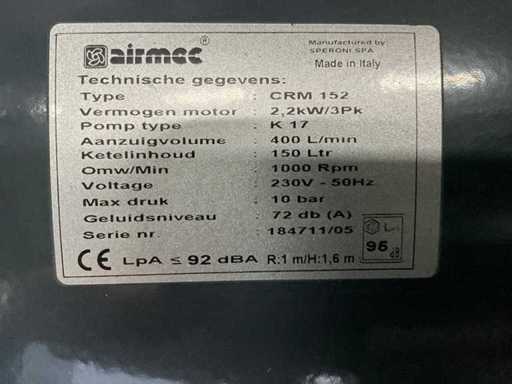 airmec ®
Manufactured by
SPERONI SPA
Made in Italy
Technische gegevens:
Type : CRM 152
Vermogen motor : 2,2kW/3Pk
Pomp type : K 17
Aanzuigvolume : 400 L/min
Ketelinhoud : 150 Ltr
Omw/Min : 1000 Rpm
Voltage : 230V - 50Hz
Max druk : 10 bar
Geluidsniveau : 72 db (A)
Serie nr. : 184711/05
CE LpA ≤ 92 dBA R:1 m/H:1,6 m
96
dB